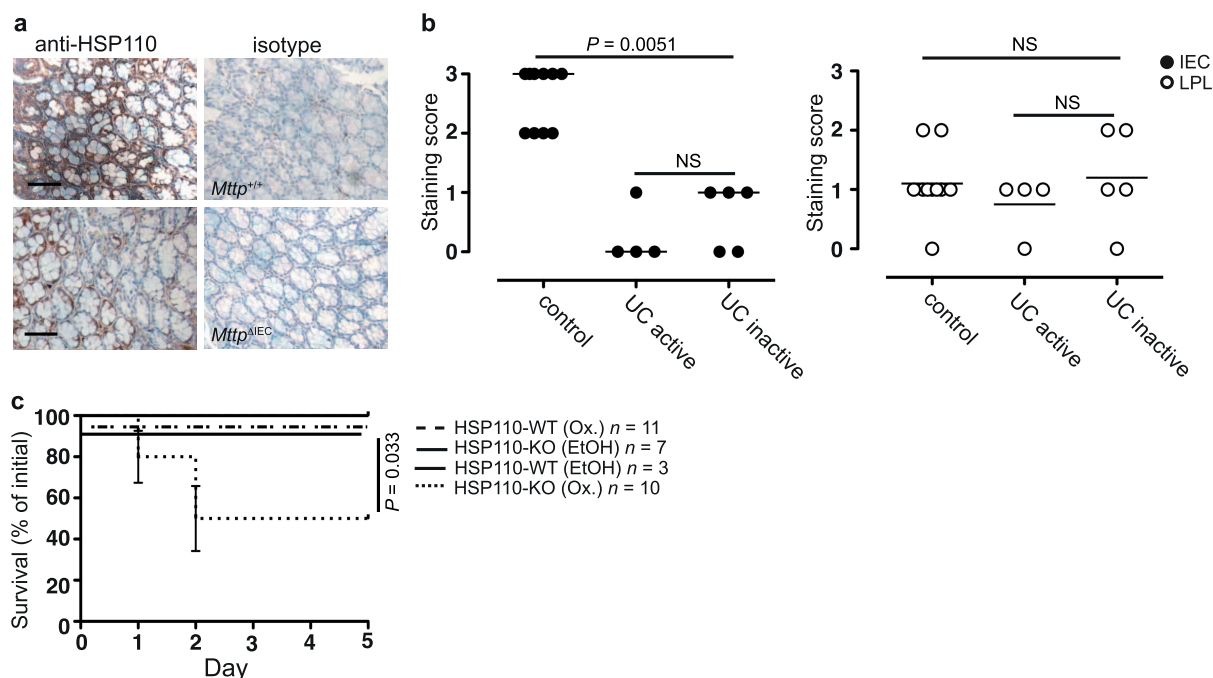 a
anti-HSP110
isotype
Mttp+/+
MttpΔIEC
b
P = 0.0051
NS
Staining score
3
2
1
0
control
UC active
UC inactive
NS
NS
Staining score
3
2
1
0
control
UC active
UC inactive
IEC
LPL
c
Survival (% of initial)
100
80
60
40
20
0
0 1 2 3 4 5
Day
P = 0.033
HSP110-WT (Ox.) n = 11
HSP110-KO (EtOH) n = 7
HSP110-WT (EtOH) n = 3
HSP110-KO (Ox.) n = 10